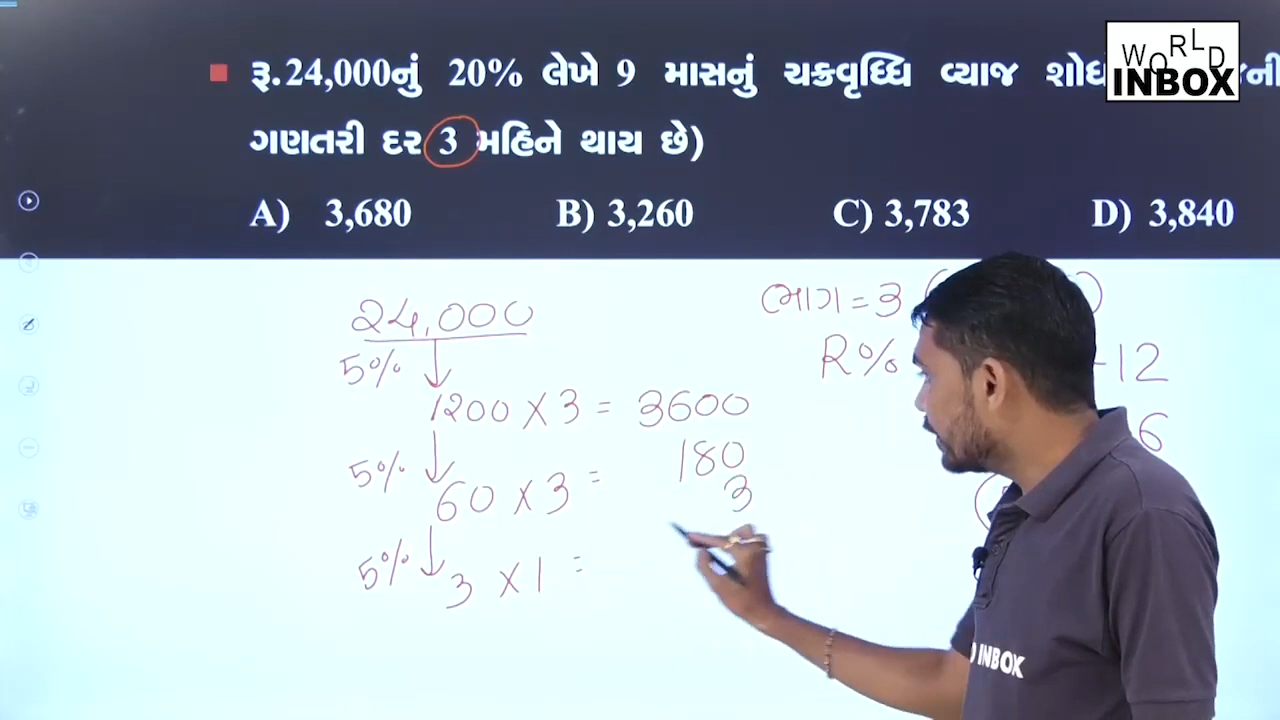 WORLD
INBOX
રૂ.24,000નું 20% લેખે 9 માસનું ચક્રવૃધ્ધિ વ્યાજ
ગણતરી દર 3 મહિને થાય છે)
A) 3,680 B) 3,260 C) 3,783 D) 3,840
24,000
ભાગ = 3
5%
R%
12
1200 X 3 = 3600
6
5%
180
60 X 3 =
3
5%
3 X 1 =
INBOX